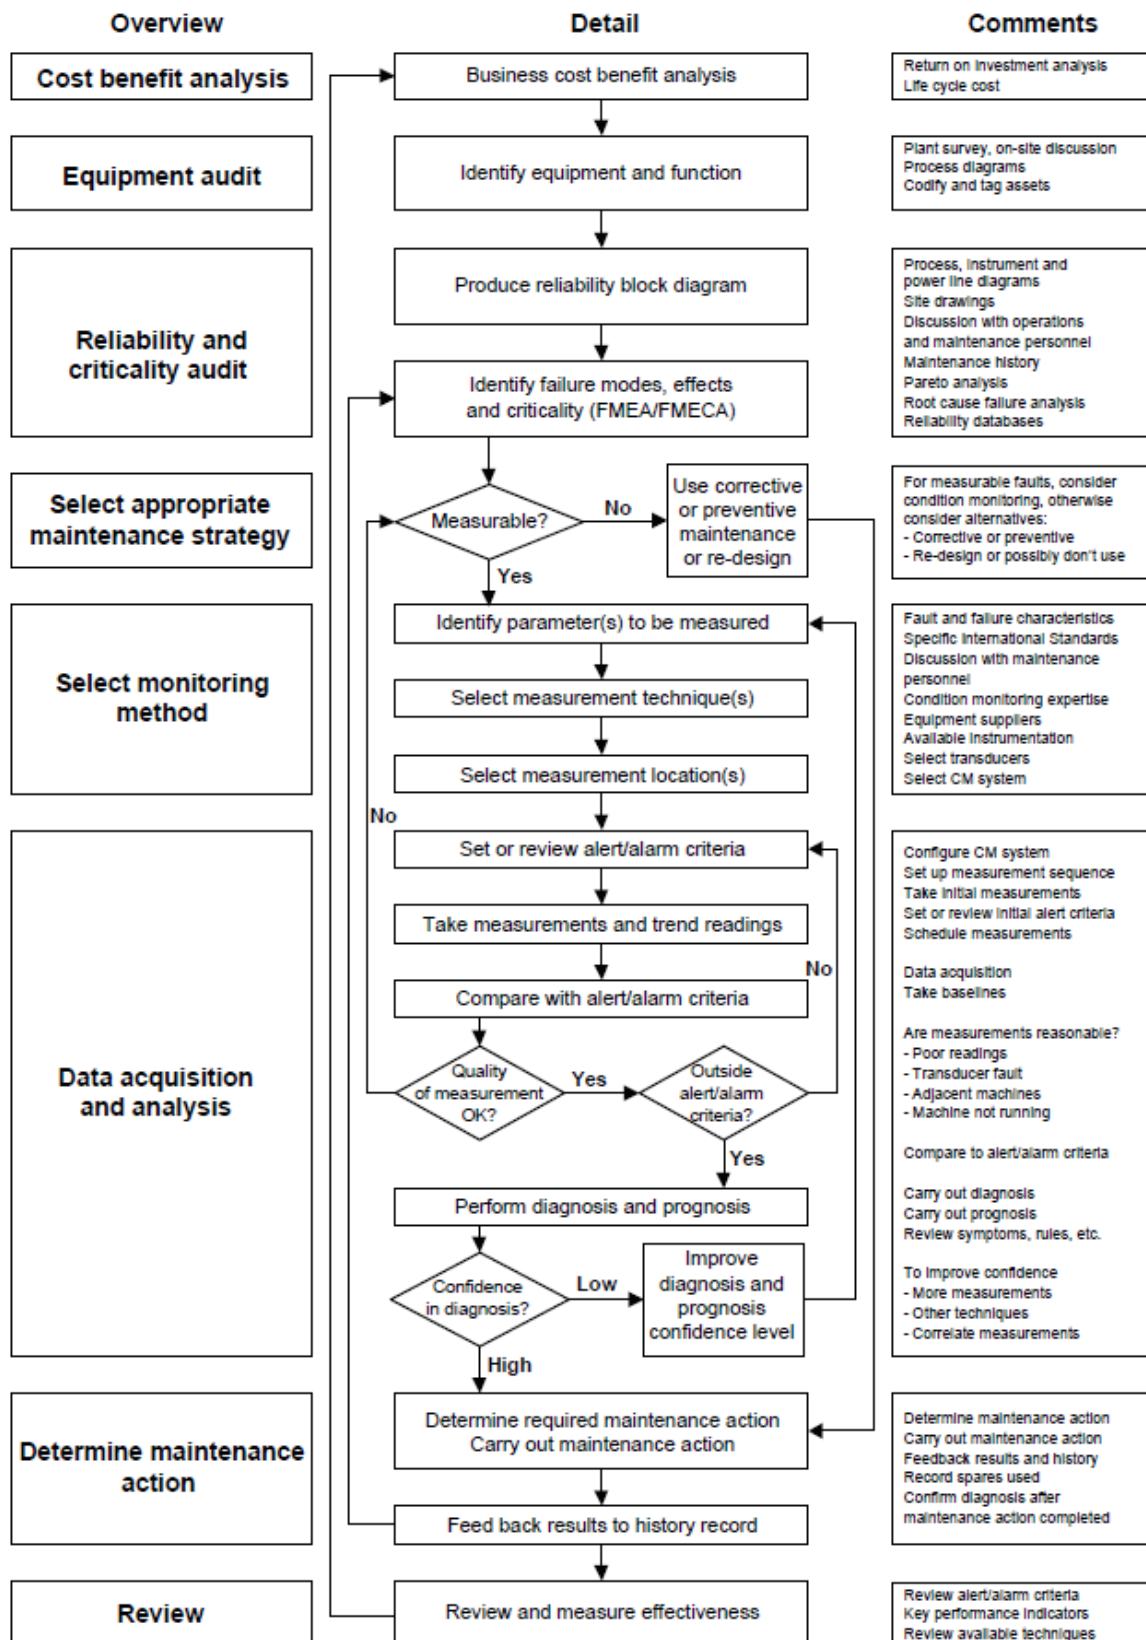 Overview
Detail
Comments
Cost benefit analysis
Business cost benefit analysis
Return on Investment analysis
Life cycle cost
Equipment audit
Identify equipment and function
Plant survey, on-site discussion
Process diagrams
Codify and tag assets
Reliability and
criticality audit
Produce reliability block diagram
Identify failure modes, effects
and criticality (FMEA/FMECA)
Process, instrument and
power line diagrams
Site drawings
Discussion with operations
and maintenance personnel
Maintenance history
Pareto analysis
Root cause failure analysis
Reliability databases
Select appropriate
maintenance strategy
Measurable?
No
Use corrective
or preventive
maintenance
or re-design
Yes
For measurable faults, consider
condition monitoring, otherwise
consider alternatives:
- Corrective or preventive
- Re-design or possibly don't use
Select monitoring
method
Identify parameter(s) to be measured
Select measurement technique(s)
Select measurement location(s)
No
Fault and failure characteristics
Specific International Standards
Discussion with maintenance
personnel
Condition monitoring expertise
Equipment suppliers
Available Instrumentation
Select transducers
Select CM system
Data acquisition
and analysis
Set or review alert/alarm criteria
Take measurements and trend readings
No
Compare with alert/alarm criteria
Quality
of measurement
OK?
Yes
Outside
alert/alarm
criteria?
Yes
Perform diagnosis and prognosis
Confidence
in diagnosis?
Low
Improve
diagnosis and
prognosis
confidence level
High
Configure CM system
Set up measurement sequence
Take initial measurements
Set or review initial alert criteria
Schedule measurements
Data acquisition
Take baselines
Are measurements reasonable?
- Poor readings
- Transducer fault
- Adjacent machines
- Machine not running
Compare to alert/alarm criteria
Carry out diagnosis
Carry out prognosis
Review symptoms, rules, etc.
To improve confidence
- More measurements
- Other techniques
- Correlate measurements
Determine maintenance
action
Determine required maintenance action
Carry out maintenance action
Feed back results to history record
Determine maintenance action
Carry out maintenance action
Feedback results and history
Record spares used
Confirm diagnosis after
maintenance action completed
Review
Review and measure effectiveness
Review alert/alarm criteria
Key performance indicators
Review available techniques